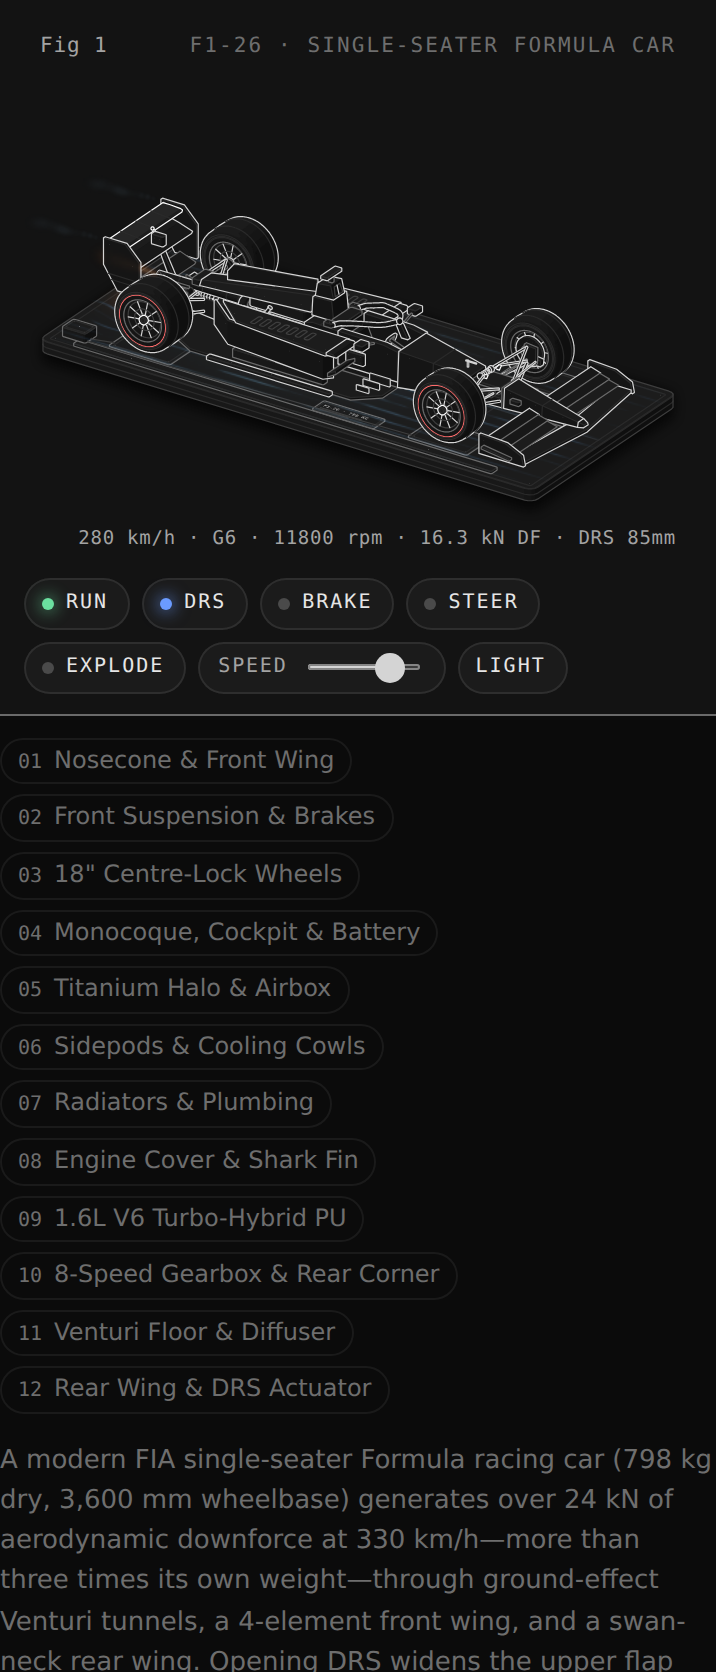 Fig 1
F1-26 · SINGLE-SEATER FORMULA CAR
280 km/h · G6 · 11800 rpm · 16.3 kN DF · DRS 85mm
RUN
DRS
BRAKE
STEER
EXPLODE
SPEED
LIGHT
01 Nosecone & Front Wing
02 Front Suspension & Brakes
03 18" Centre-Lock Wheels
04 Monocoque, Cockpit & Battery
05 Titanium Halo & Airbox
06 Sidepods & Cooling Cowls
07 Radiators & Plumbing
08 Engine Cover & Shark Fin
09 1.6L V6 Turbo-Hybrid PU
10 8-Speed Gearbox & Rear Corner
11 Venturi Floor & Diffuser
12 Rear Wing & DRS Actuator
A modern FIA single-seater Formula racing car (798 kg
dry, 3,600 mm wheelbase) generates over 24 kN of
aerodynamic downforce at 330 km/h—more than
three times its own weight—through ground-effect
Venturi tunnels, a 4-element front wing, and a swan-
neck rear wing. Opening DRS widens the upper flap